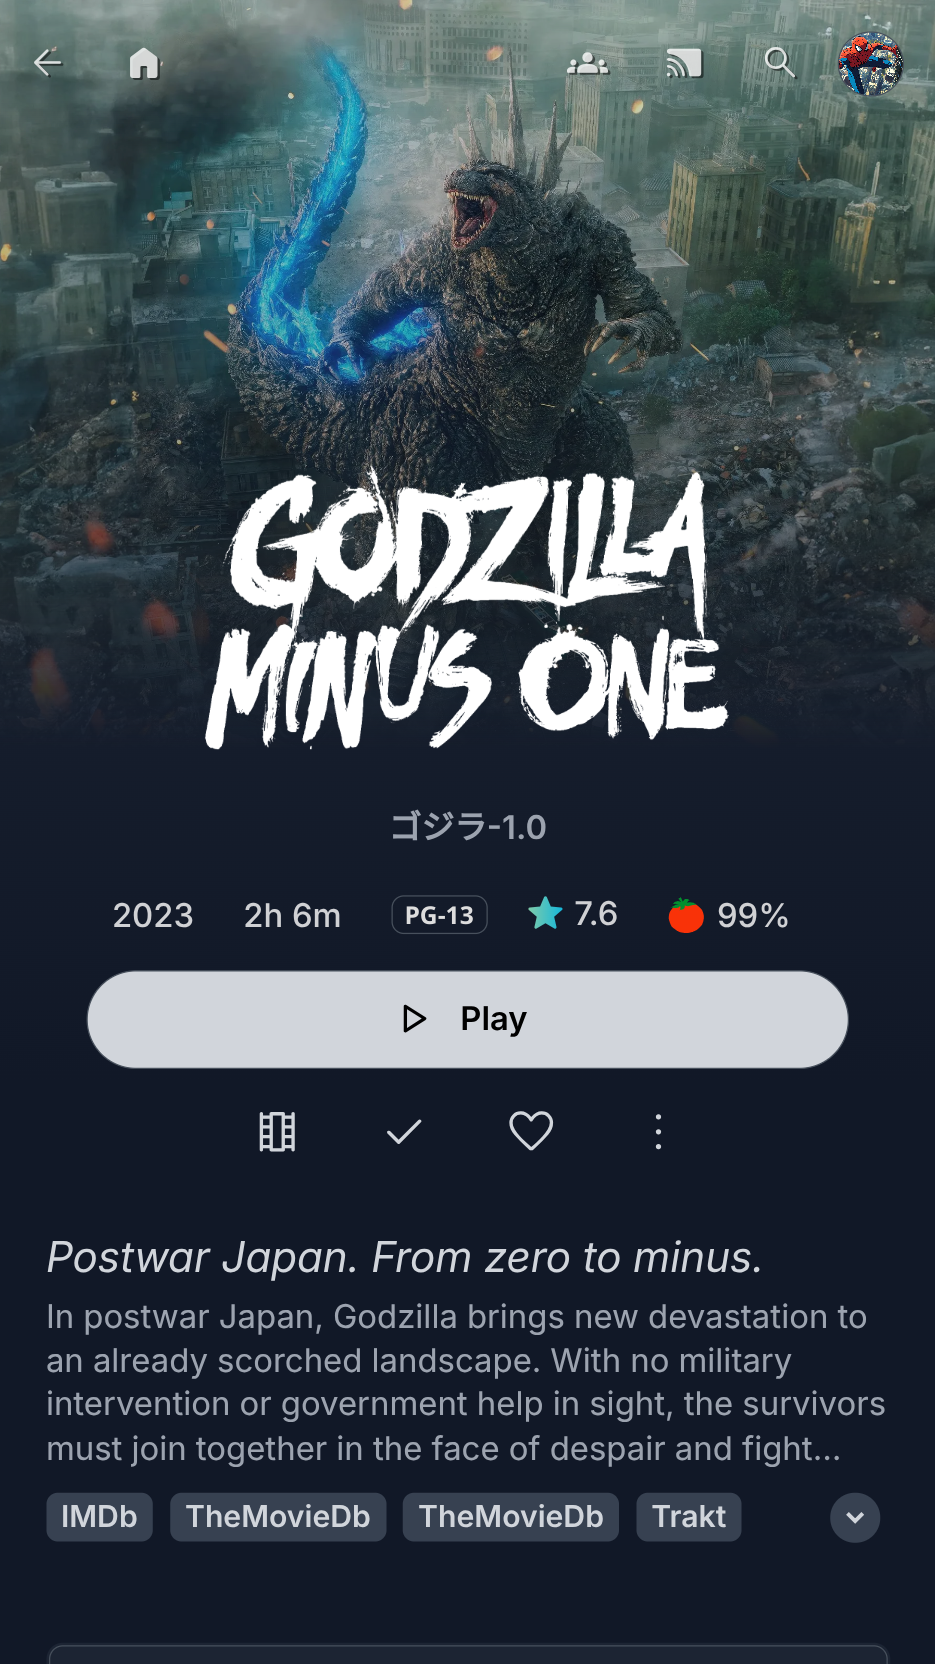 GODZILLA
MINUS ONE
ゴジラ-1.0
2023 2h 6m PG-13 7.6 99%
Play
Postwar Japan. From zero to minus.
In postwar Japan, Godzilla brings new devastation to
an already scorched landscape. With no military
intervention or government help in sight, the survivors
must join together in the face of despair and fight...
IMDb TheMovieDb TheMovieDb Trakt